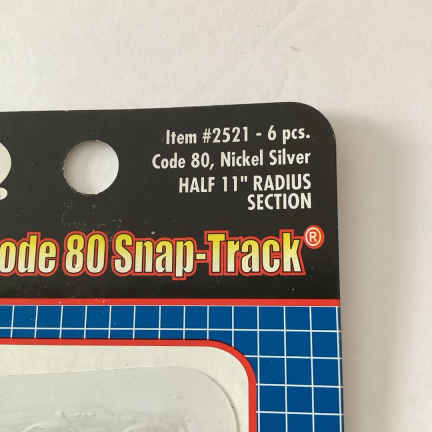 Item #2521 - 6 pcs.
Code 80, Nickel Silver
HALF 11" RADIUS
SECTION
ode 80 Snap-Track®